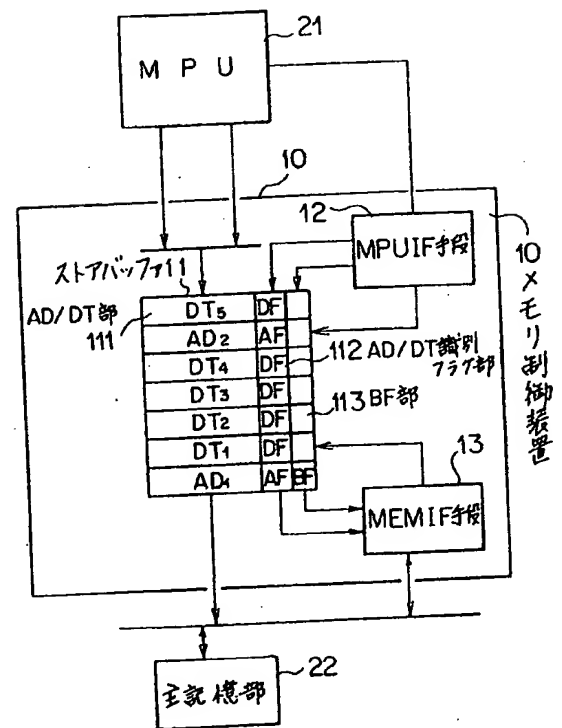 21
M P U
10
12
MPUIF手段
10メモリ制御装置
ストアバッファ11
AD/DT部
111
DT5 DF
AD2 AF
DT4 DF
DT3 DF
DT2 DF
DT1 DF
AD1 AF BF
112 AD/DT識別
フラグ部
113 BF部
13
MEMIF手段
22
主記憶部